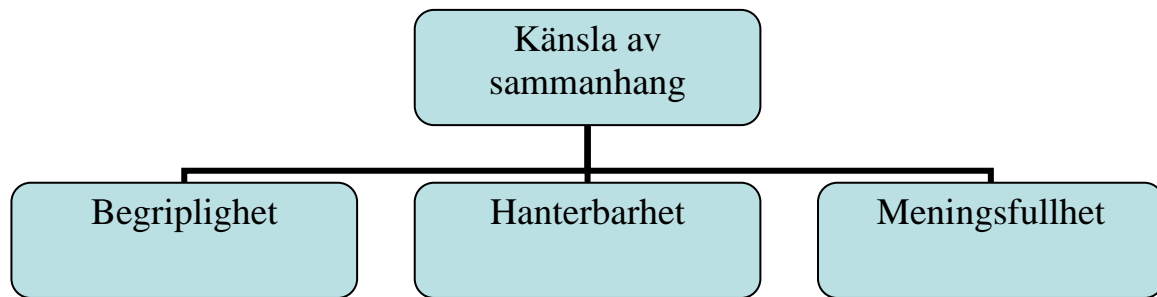 Känsla av
sammanhang
Begriplighet
Hanterbarhet
Meningsfullhet